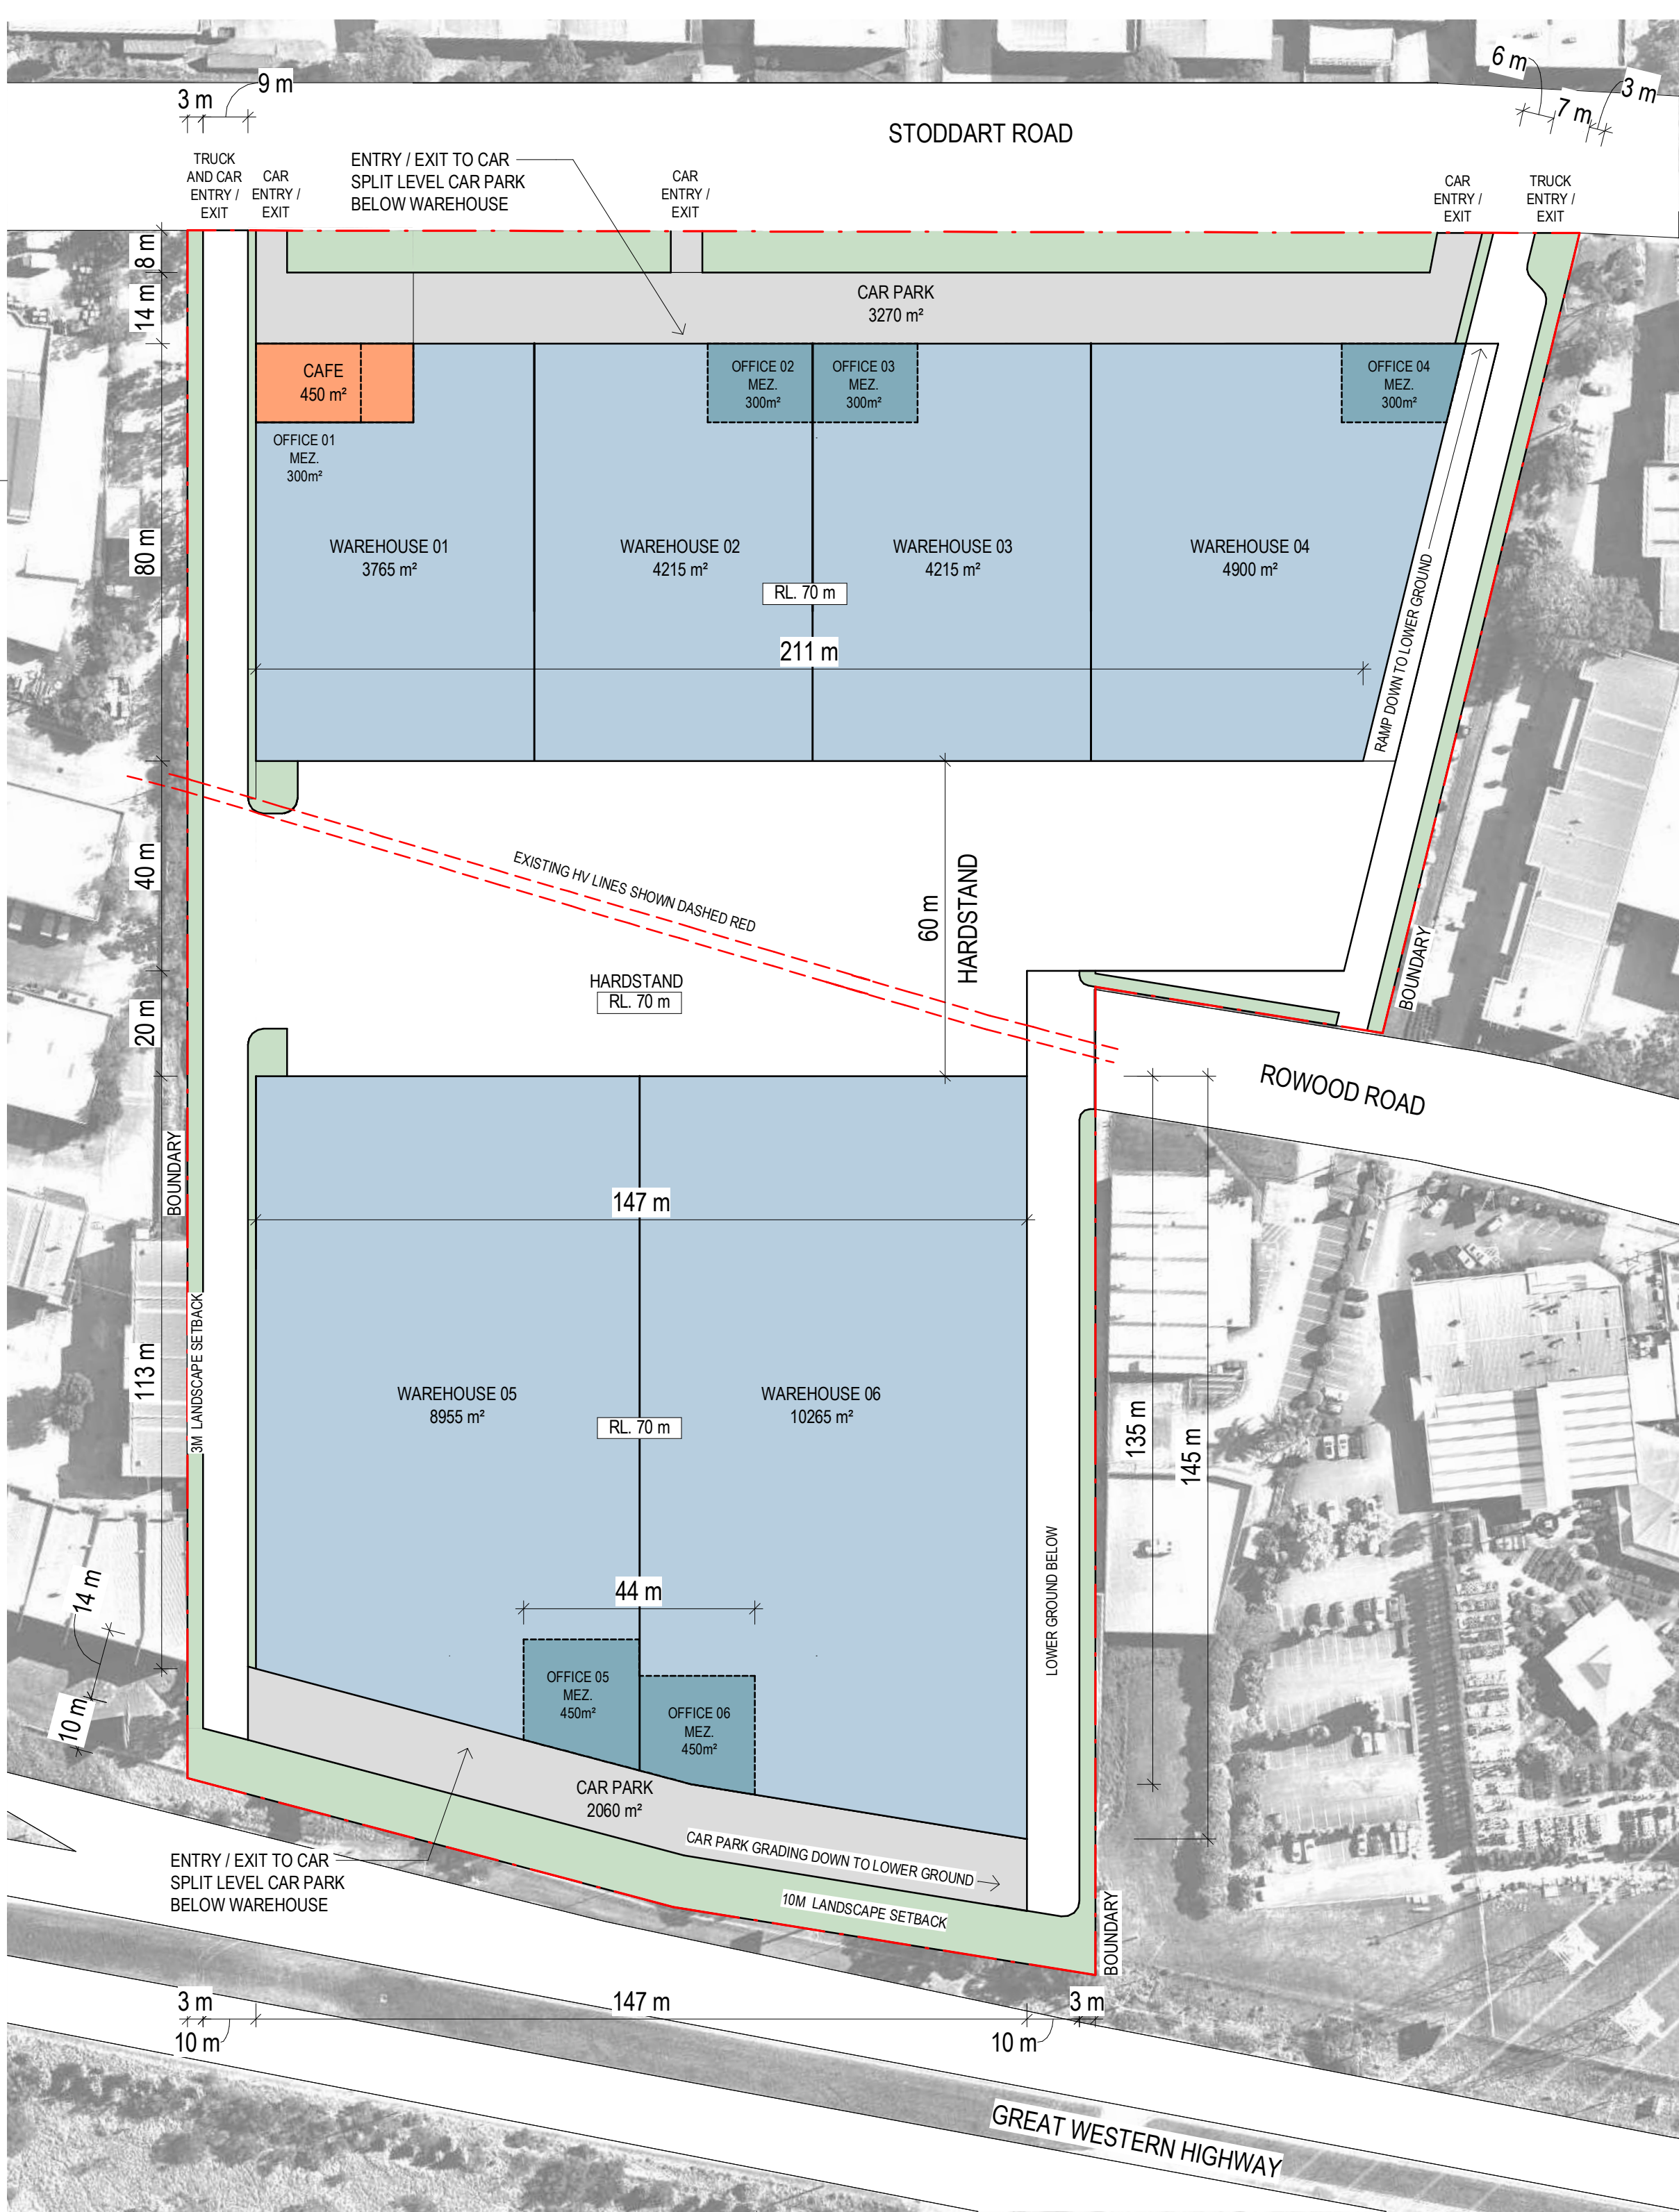 6 m
3 m
7 m
9 m
3 m
STODDART ROAD
TRUCK
AND CAR
ENTRY /
EXIT
CAR
ENTRY /
EXIT
ENTRY / EXIT TO CAR
SPLIT LEVEL CAR PARK
BELOW WAREHOUSE
CAR
ENTRY /
EXIT
CAR
ENTRY /
EXIT
TRUCK
ENTRY /
EXIT
8 m
14 m
CAR PARK
3270 m²
CAFE
450 m²
OFFICE 02
MEZ.
300m²
OFFICE 03
MEZ.
300m²
OFFICE 04
MEZ.
300m²
OFFICE 01
MEZ.
300m²
80 m
WAREHOUSE 01
3765 m²
WAREHOUSE 02
4215 m²
WAREHOUSE 03
4215 m²
WAREHOUSE 04
4900 m²
RL. 70 m
211 m
RAMP DOWN TO LOWER GROUND
40 m
EXISTING HV LINES SHOWN DASHED RED
60 m
HARDSTAND
BOUNDARY
HARDSTAND
RL. 70 m
20 m
ROWOOD ROAD
BOUNDARY
147 m
3M LANDSCAPE SETBACK
113 m
WAREHOUSE 05
8955 m²
WAREHOUSE 06
10265 m²
RL. 70 m
135 m
145 m
LOWER GROUND BELOW
44 m
14 m
10 m
OFFICE 05
MEZ.
450m²
OFFICE 06
MEZ.
450m²
CAR PARK
2060 m²
CAR PARK GRADING DOWN TO LOWER GROUND
ENTRY / EXIT TO CAR
SPLIT LEVEL CAR PARK
BELOW WAREHOUSE
10M LANDSCAPE SETBACK
BOUNDARY
3 m
147 m
3 m
10 m
10 m
GREAT WESTERN HIGHWAY